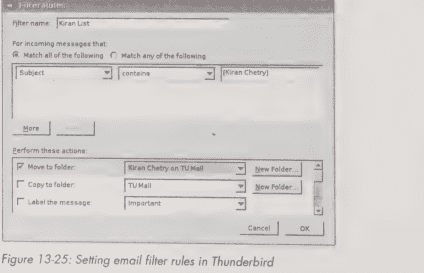 Filter Rules
Filter name: Kiran List
For incoming messages that:
Match all of the following Match any of the following
Subject contains [Kiran Chetry]
More
Perform these actions:
Move to folder: Kiran Chetry on TU Mail New Folder...
Copy to folder: TU Mail New Folder...
Label the message: Important
Cancel OK
Figure 13-25: Setting email filter rules in Thunderbird